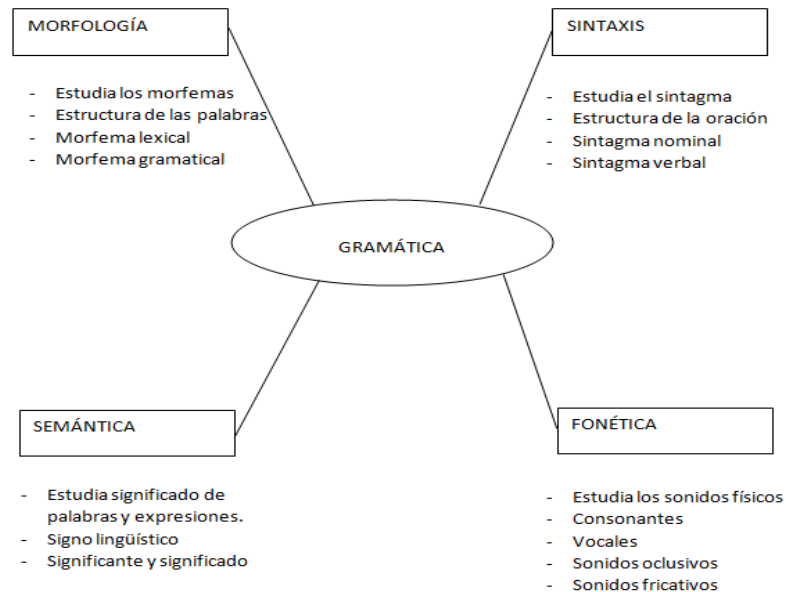 MORFOLOGÍA
- Estudia los morfemas
- Estructura de las palabras
- Morfema lexical
- Morfema gramatical
SINTAXIS
- Estudia el sintagma
- Estructura de la oración
- Sintagma nominal
- Sintagma verbal
GRAMÁTICA
SEMÁNTICA
- Estudia significado de
palabras y expresiones.
- Signo lingüístico
- Significante y significado
FONÉTICA
- Estudia los sonidos físicos
- Consonantes
- Vocales
- Sonidos oclusivos
- Sonidos fricativos